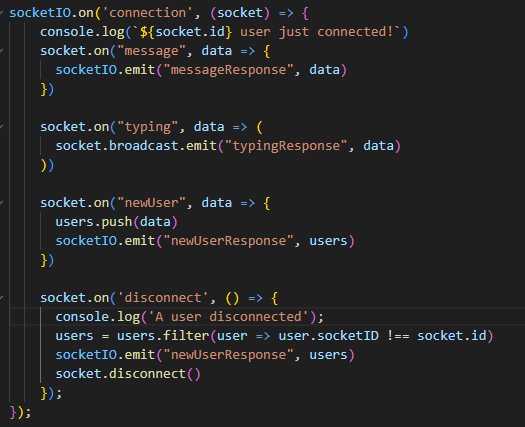 socketIO.on('connection', (socket) => {
    console.log(`${socket.id} user just connected!`)
    socket.on("message", data => {
      socketIO.emit("messageResponse", data)
    })

    socket.on("typing", data => (
      socket.broadcast.emit("typingResponse", data)
    ))

    socket.on("newUser", data => {
      users.push(data)
      socketIO.emit("newUserResponse", users)
    })

    socket.on('disconnect', () => {
      console.log('A user disconnected');
      users = users.filter(user => user.socketID !== socket.id)
      socketIO.emit("newUserResponse", users)
      socket.disconnect()
    });
});